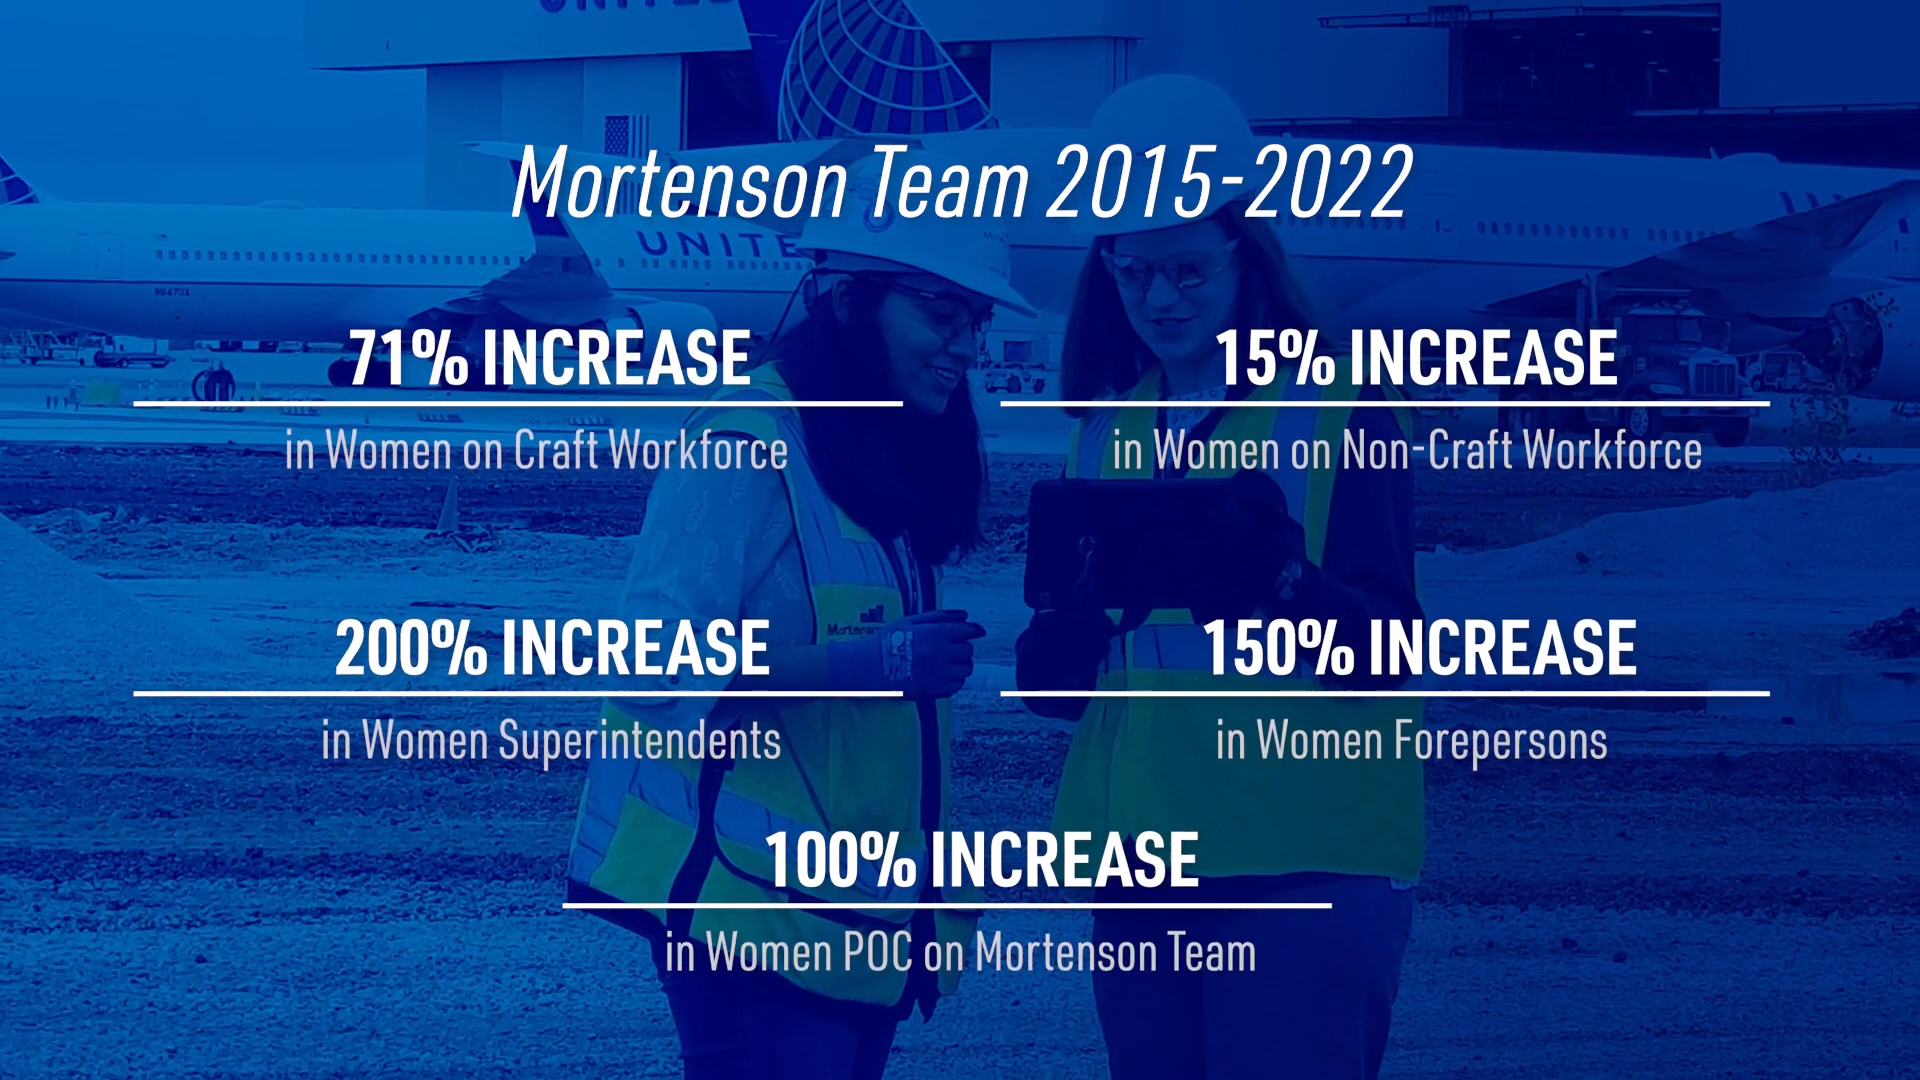 Mortenson Team 2015-2022
UNITE
71% INCREASE
in Women on Craft Workforce
15% INCREASE
in Women on Non-Craft Workforce
200% INCREASE
in Women Superintendents
150% INCREASE
in Women Forepersons
100% INCREASE
in Women POC on Mortenson Team